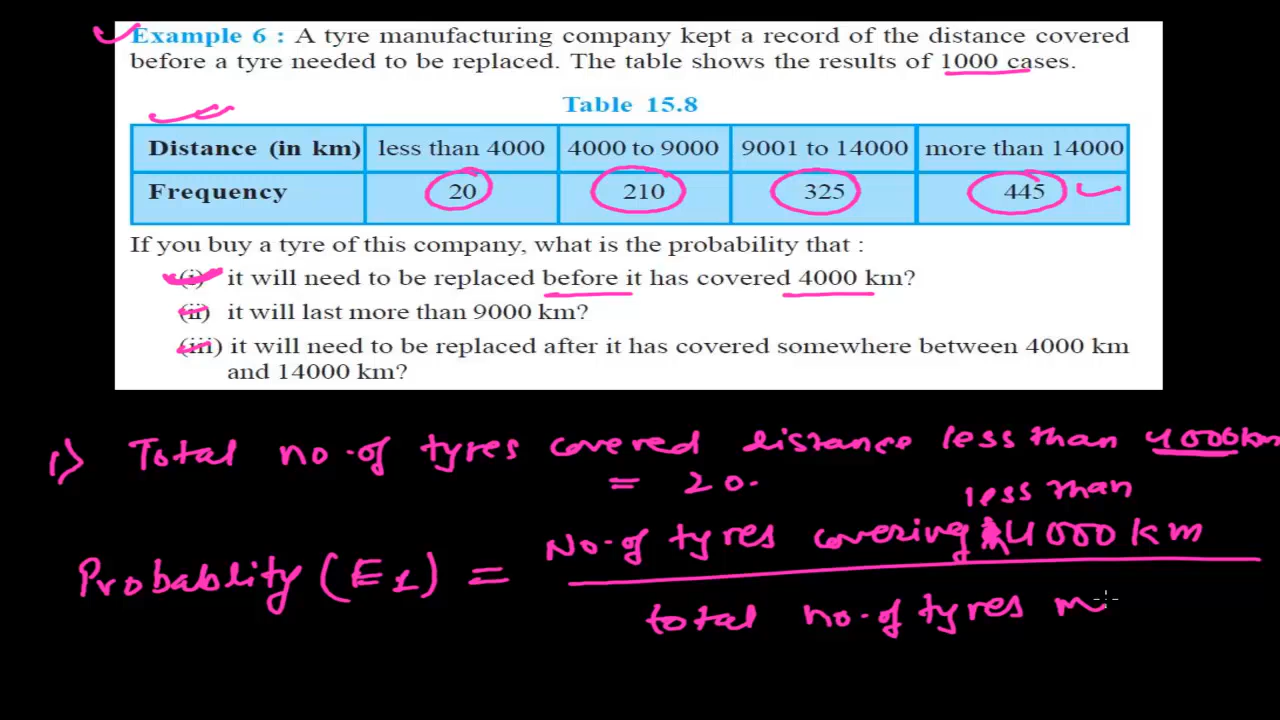 Example 6 : A tyre manufacturing company kept a record of the distance covered
before a tyre needed to be replaced. The table shows the results of 1000 cases.
Table 15.8
Distance (in km) less than 4000 4000 to 9000 9001 to 14000 more than 14000
Frequency 20 210 325 445
If you buy a tyre of this company, what is the probability that :
(i) it will need to be replaced before it has covered 4000 km?
(ii) it will last more than 9000 km?
(iii) it will need to be replaced after it has covered somewhere between 4000 km
and 14000 km?
1) Total no. of tyres covered distance less than 4000km
= 20.
less than
Probablity (E1) = No. of tyres covering 4000 km
total no. of tyres